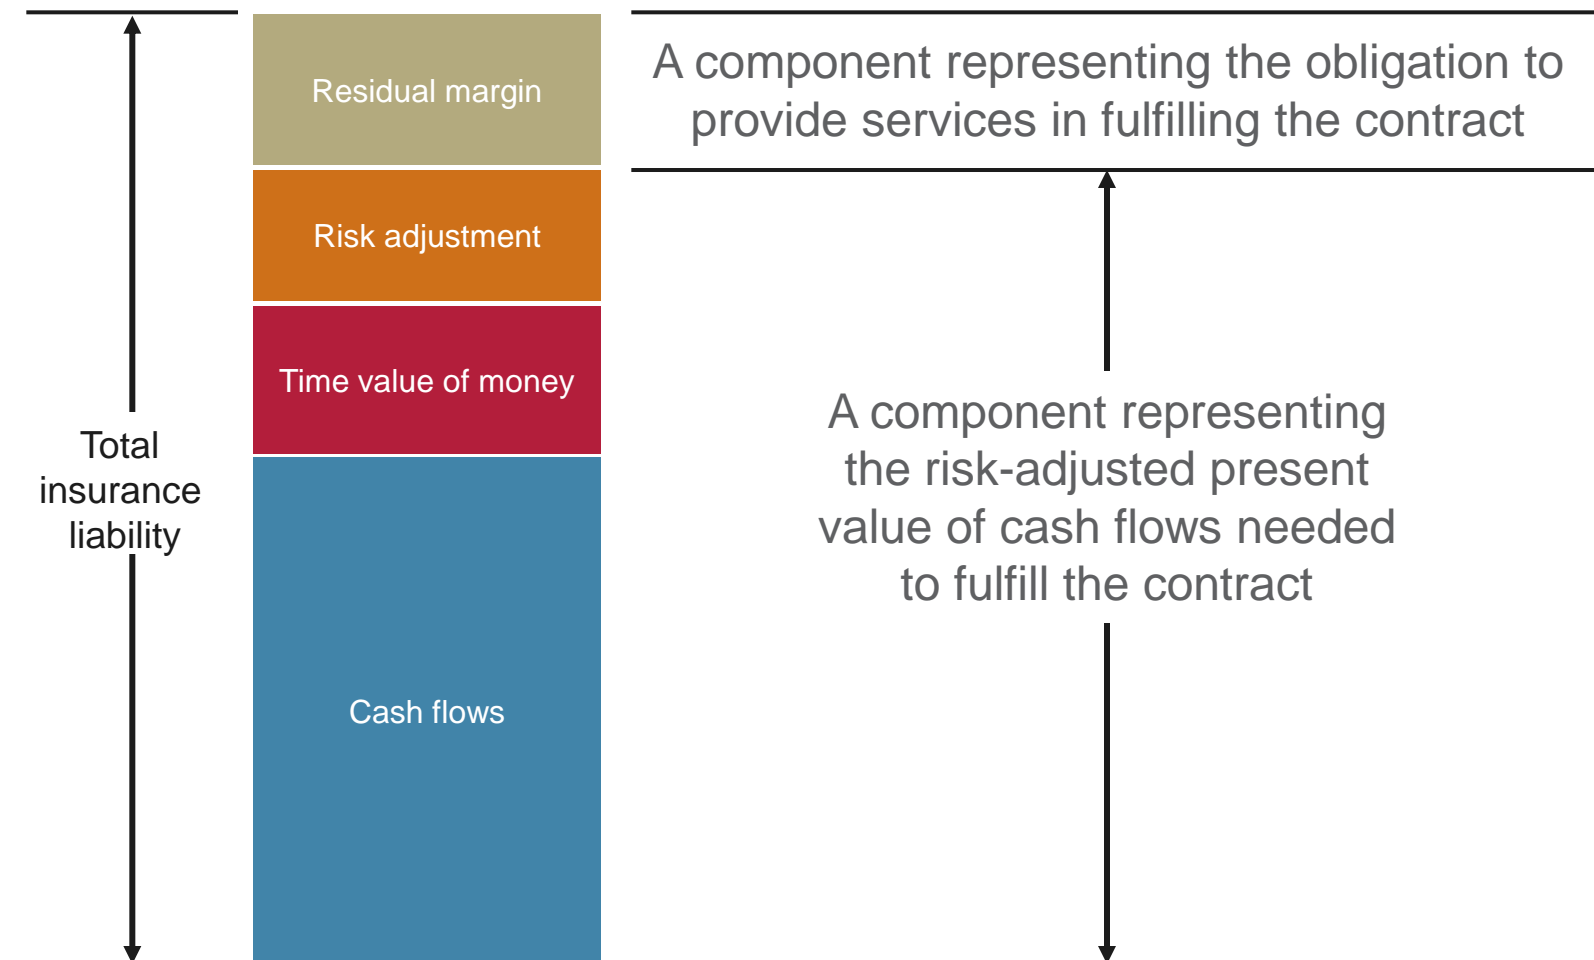 Residual margin
A component representing the obligation to
provide services in fulfilling the contract
Risk adjustment
Time value of money
Total
insurance
liability
A component representing
the risk-adjusted present
value of cash flows needed
to fulfill the contract
Cash flows